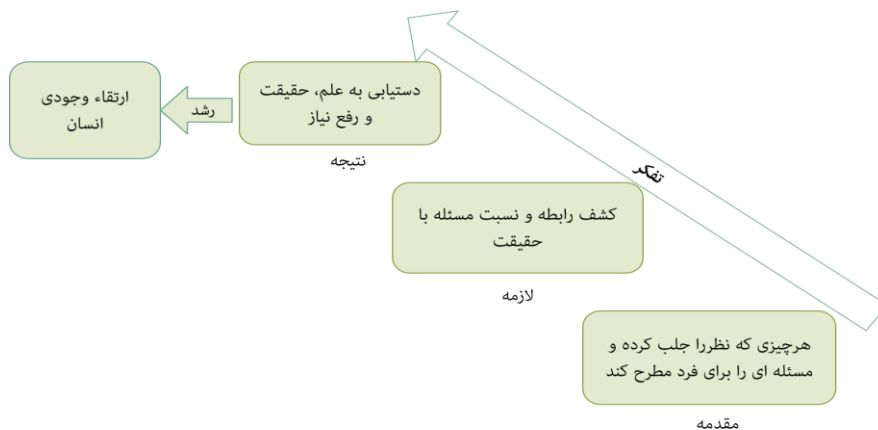 دستیابی به علم، حقیقت
و رفع نیاز
نتیجه
رشد
ارتقاء وجودی
انسان
تفکر
کشف رابطه و نسبت مسئله با
حقیقت
لازمه
هرچیزی که نظررا جلب کرده و
مسئله ای را برای فرد مطرح کند
مقدمه